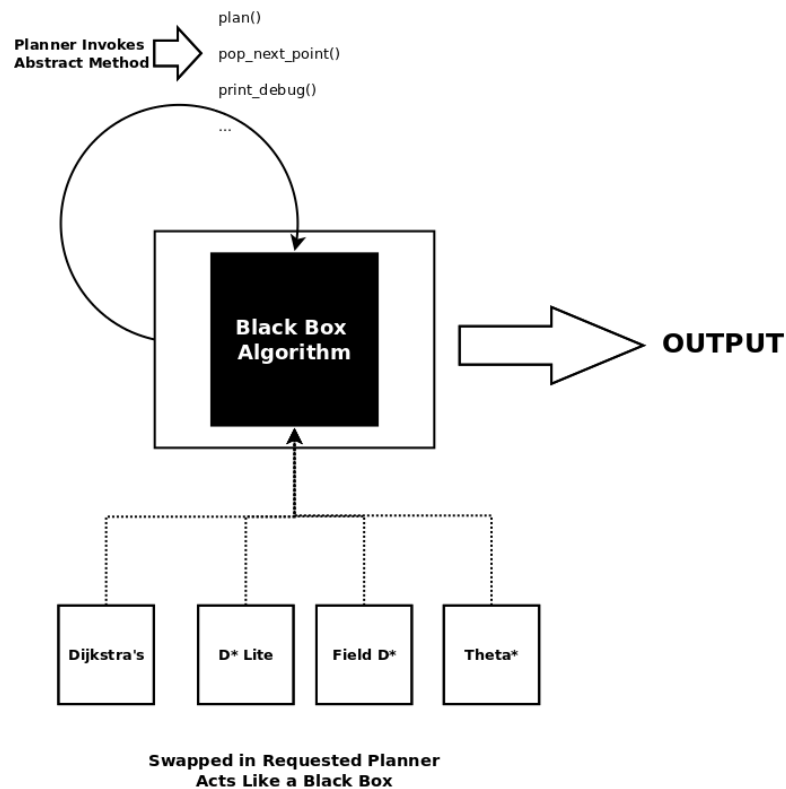 plan()
Planner Invokes
Abstract Method
pop_next_point()
print_debug()
...
Black Box
Algorithm
OUTPUT
Dijkstra's
D* Lite
Field D*
Theta*
Swapped in Requested Planner
Acts Like a Black Box